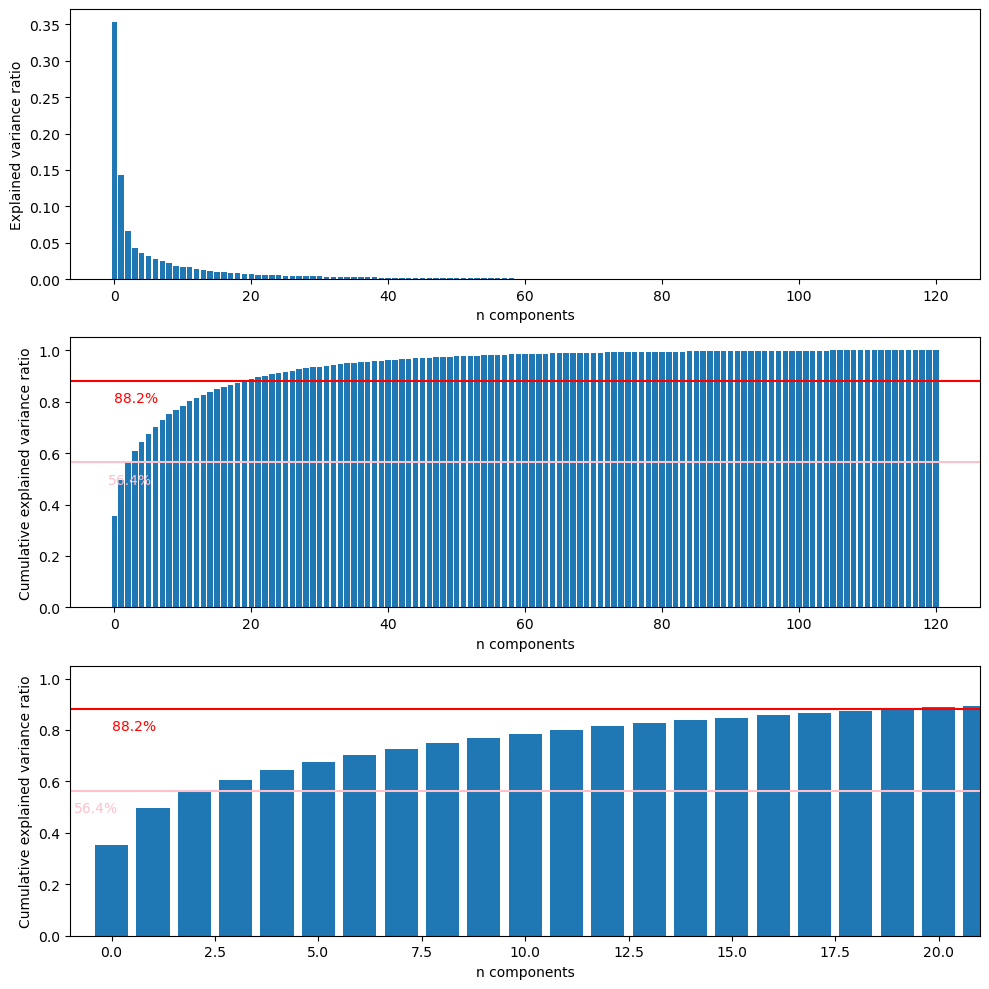 Explained variance ratio
0.35
0.30
0.25
0.20
0.15
0.10
0.05
0.00
0 20 40 60 80 100 120
n components
Cumulative explained variance ratio
1.0
0.8
0.6
0.4
0.2
0.0
88.2%
56.4%
0 20 40 60 80 100 120
n components
Cumulative explained variance ratio
1.0
0.8
0.6
0.4
0.2
0.0
88.2%
56.4%
0.0 2.5 5.0 7.5 10.0 12.5 15.0 17.5 20.0
n components